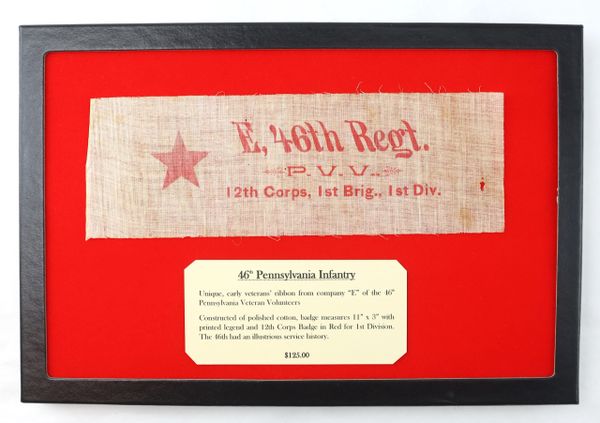 E, 46th Regt.
P. V. V.,
12th Corps, 1st Brig., 1st Div.
46th Pennsylvania Infantry
Unique, early veterans' ribbon from company "E" of the 46th
Pennsylvania Veteran Volunteers
Constructed of polished cotton, badge measures 11" x 3" with
printed legend and 12th Corps Badge in Red for 1st Division.
The 46th had an illustrious service history.
$125.00